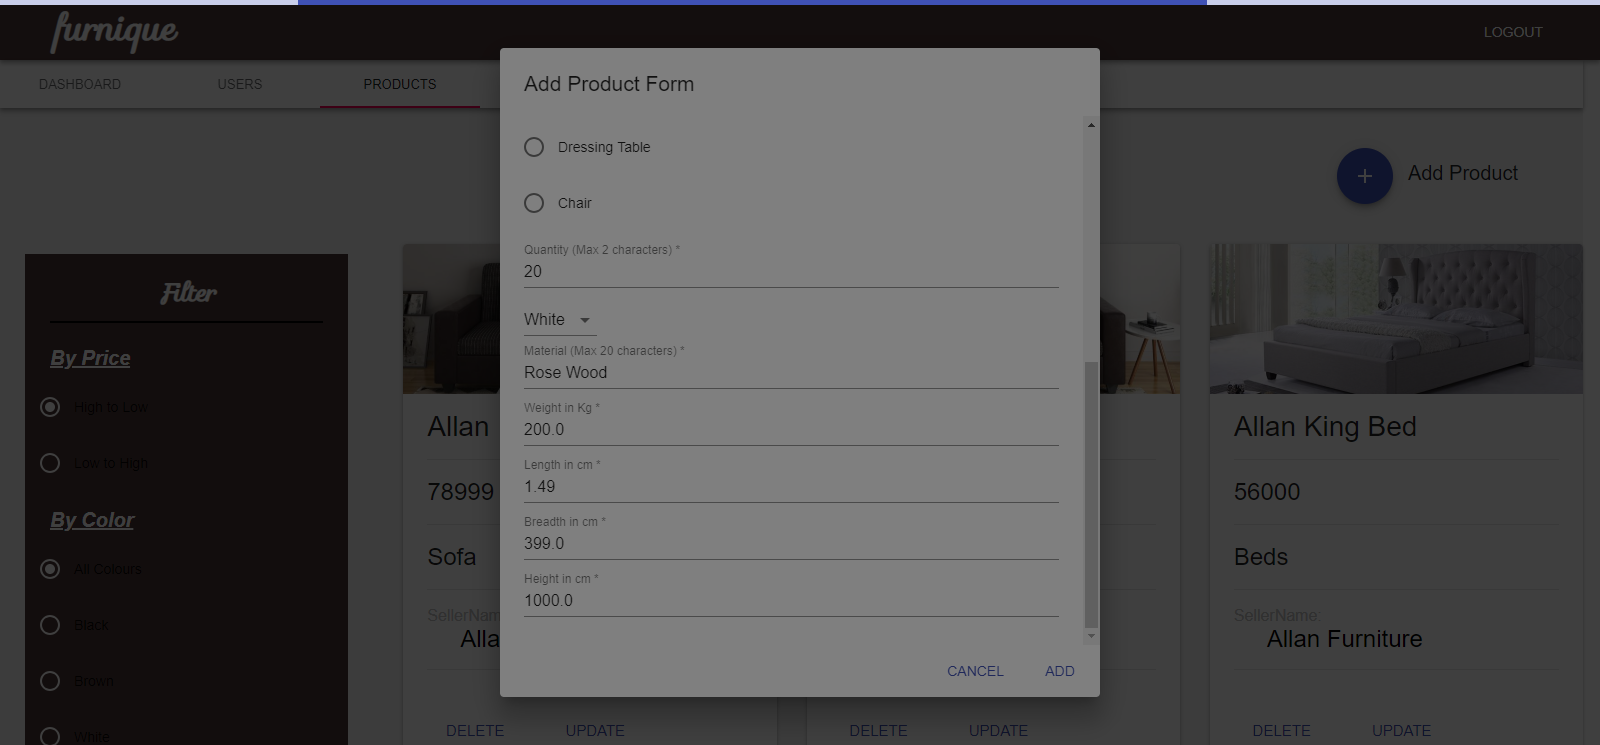 furnique
LOGOUT
DASHBOARD
USERS
PRODUCTS
Add Product Form
Dressing Table
Chair
Quantity (Max 2 characters) *
20
White
Material (Max 20 characters) *
Rose Wood
Weight in Kg *
200.0
Length in cm *
1.49
Breadth in cm *
399.0
Height in cm *
1000.0
CANCEL
ADD
Add Product
Filter
By Price
High to Low
Low to High
By Color
All Colours
Black
Brown
White
Allan
78999
Sofa
SellerNam
Alla
DELETE
UPDATE
DELETE
UPDATE
Allan King Bed
56000
Beds
SellerName
Allan Furniture
DELETE
UPDATE